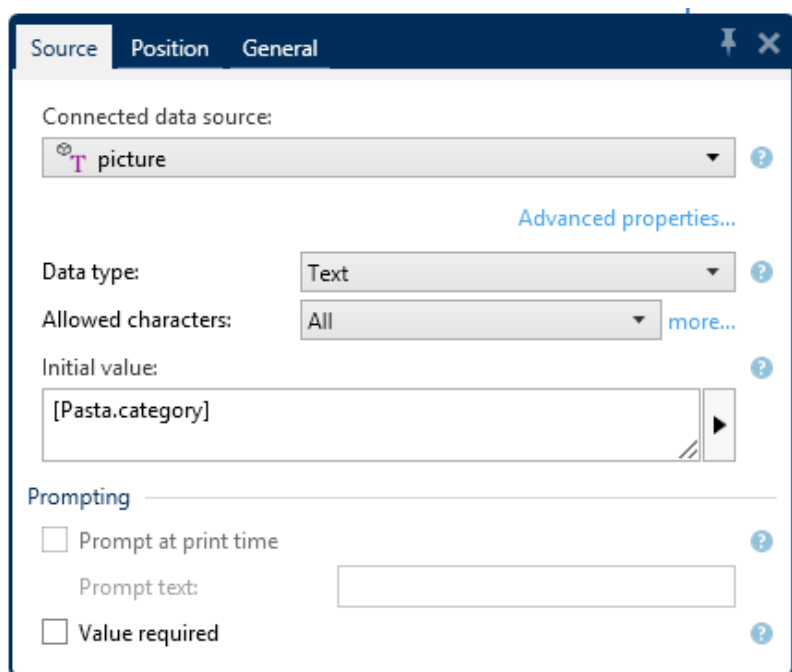 Source Position General
Connected data source:
T picture
Advanced properties...
Data type: Text
Allowed characters: All more...
Initial value:
[Pasta.category]
Prompting
Prompt at print time
Prompt text:
Value required